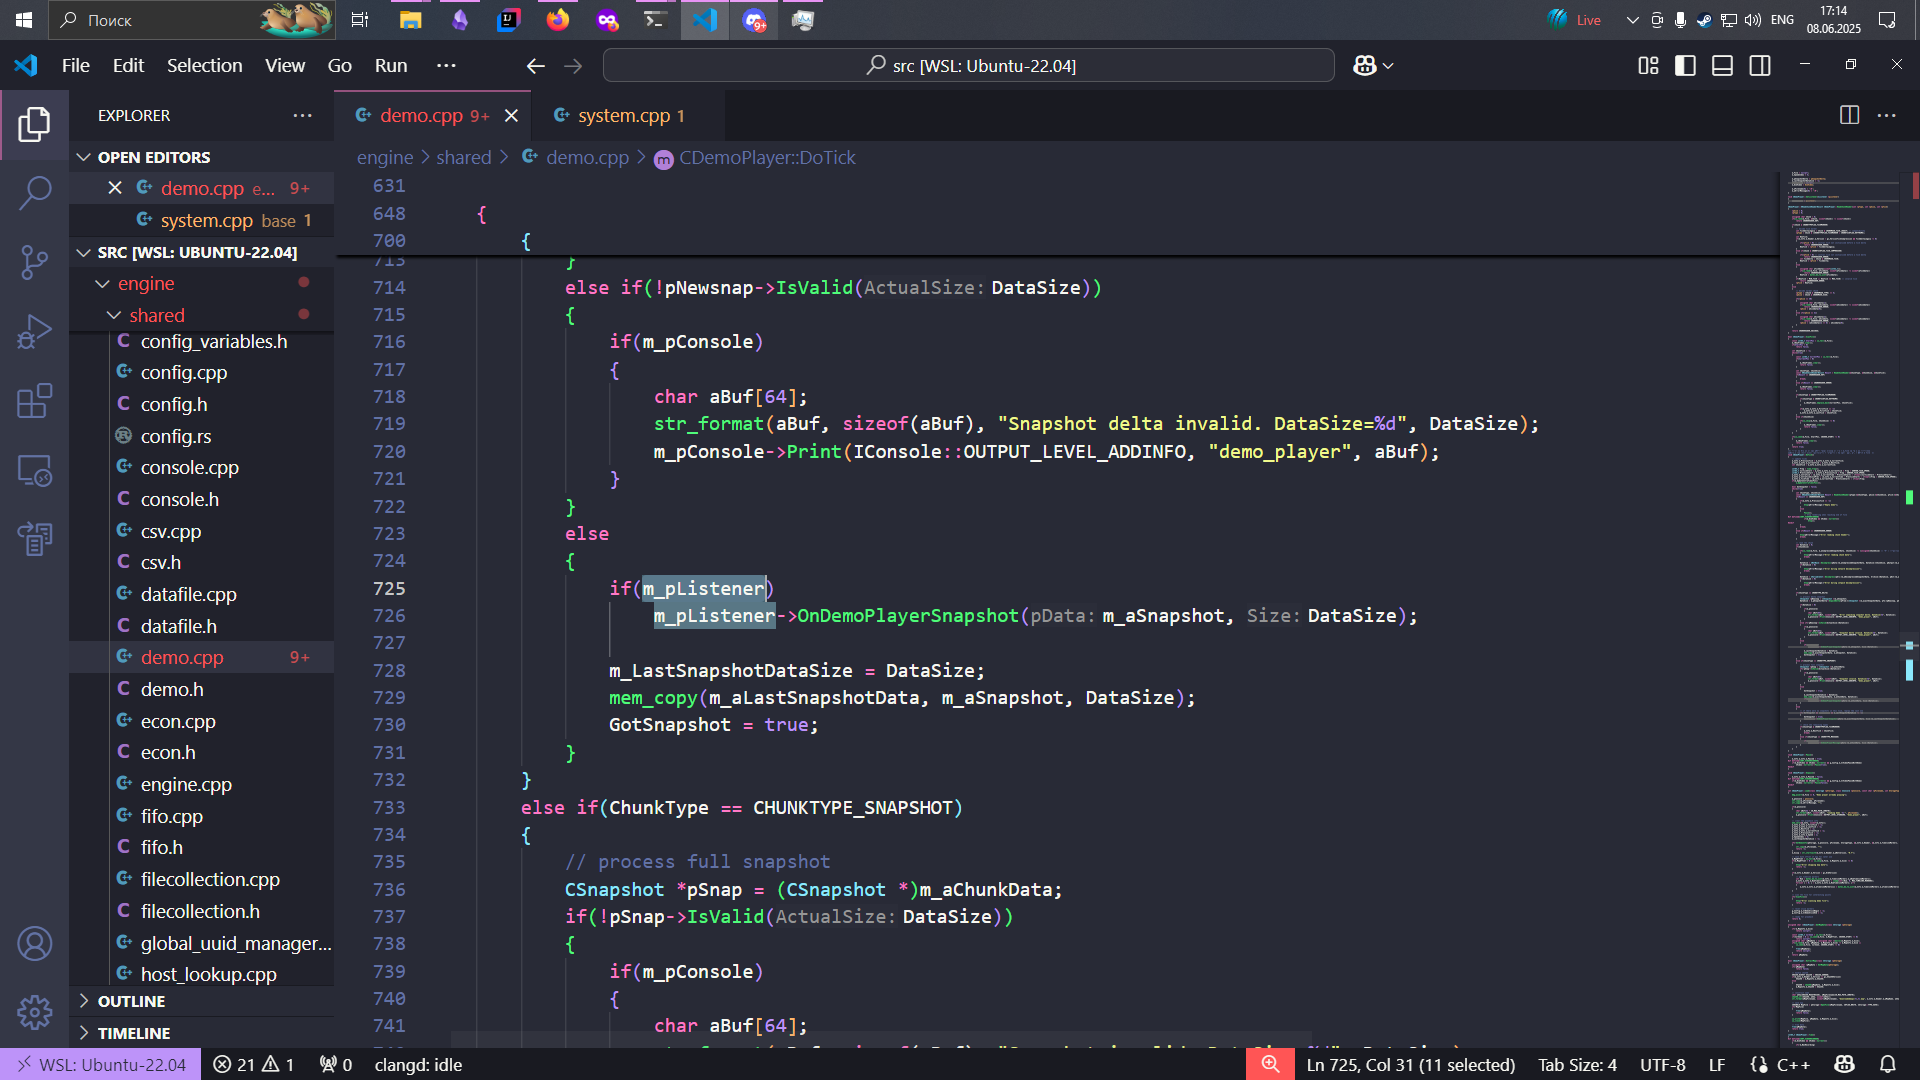 Поиск
9+
Live
ENG
17:14
08.06.2025
File Edit Selection View Go Run ···
src [WSL: Ubuntu-22.04]
EXPLORER
demo.cpp 9+
system.cpp 1
OPEN EDITORS
demo.cpp e... 9+
system.cpp base 1
SRC [WSL: UBUNTU-22.04]
engine
shared
config_variables.h
config.cpp
config.h
config.rs
console.cpp
console.h
csv.cpp
csv.h
datafile.cpp
datafile.h
demo.cpp 9+
demo.h
econ.cpp
econ.h
engine.cpp
fifo.cpp
fifo.h
filecollection.cpp
filecollection.h
global_uuid_manager...
host_lookup.cpp
OUTLINE
TIMELINE
engine > shared > demo.cpp > CDemoPlayer::DoTick
631
648 {
700 {
713 }
714 else if(!pNewsnap->IsValid(ActualSize: DataSize))
715 {
716 if(m_pConsole)
717 {
718 char aBuf[64];
719 str_format(aBuf, sizeof(aBuf), "Snapshot delta invalid. DataSize=%d", DataSize);
720 m_pConsole->Print(IConsole::OUTPUT_LEVEL_ADDINFO, "demo_player", aBuf);
721 }
722 }
723 else
724 {
725 if(m_pListener)
726 m_pListener->OnDemoPlayerSnapshot(pData: m_aSnapshot, Size: DataSize);
727
728 m_LastSnapshotDataSize = DataSize;
729 mem_copy(m_aLastSnapshotData, m_aSnapshot, DataSize);
730 GotSnapshot = true;
731 }
732 }
733 else if(ChunkType == CHUNKTYPE_SNAPSHOT)
734 {
735 // process full snapshot
736 CSnapshot *pSnap = (CSnapshot *)m_aChunkData;
737 if(!pSnap->IsValid(ActualSize: DataSize))
738 {
739 if(m_pConsole)
740 {
741 char aBuf[64];
WSL: Ubuntu-22.04
21 1
0
clangd: idle
Ln 725, Col 31 (11 selected)
Tab Size: 4
UTF-8
LF
{} C++